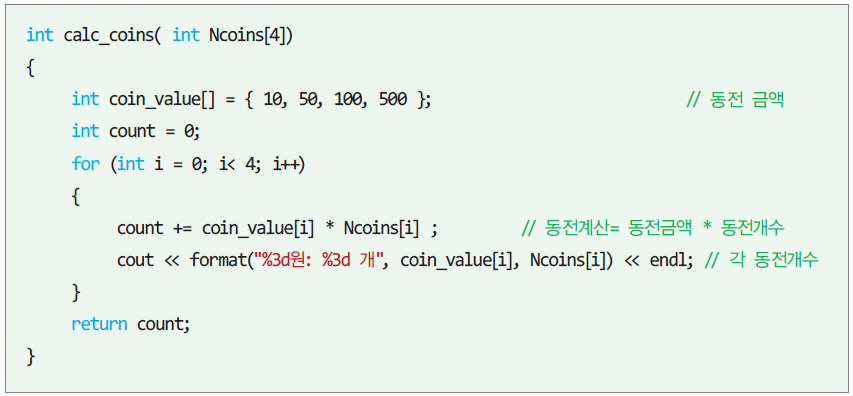 int calc_coins( int Ncoins[4])
{
int coin_value[] = { 10, 50, 100, 500 }; // 동전 금액
int count = 0;
for (int i = 0; i< 4; i++)
{
count += coin_value[i] * Ncoins[i] ; // 동전계산= 동전금액 * 동전개수
cout << format("%3d원: %3d 개", coin_value[i], Ncoins[i]) << endl; // 각 동전개수
}
return count;
}